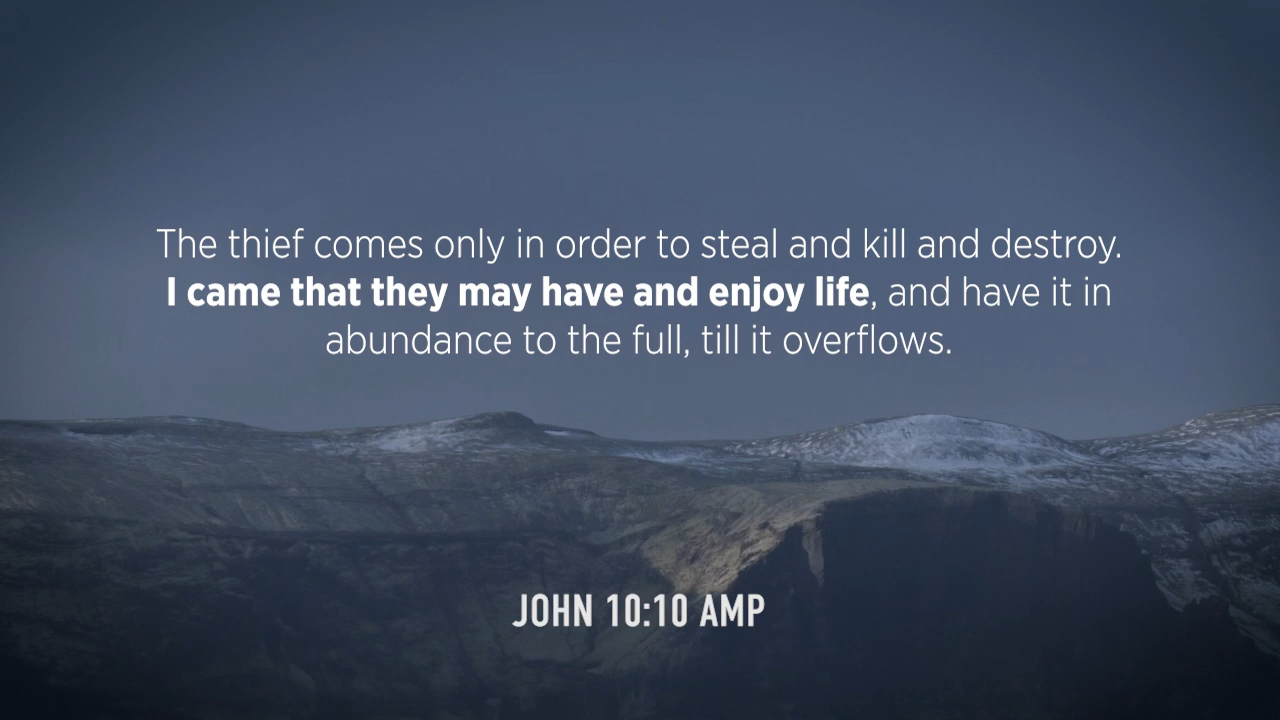 The thief comes only in order to steal and kill and destroy.
I came that they may have and enjoy life, and have it in
abundance to the full, till it overflows.
JOHN 10:10 AMP